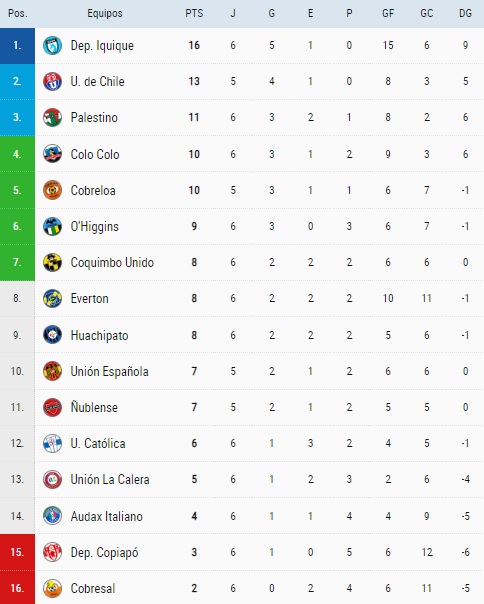 Pos. Equipos PTS J G E P GF GC DG
1. Dep. Iquique 16 6 5 1 0 15 6 9
2. U. de Chile 13 5 4 1 0 8 3 5
3. Palestino 11 6 3 2 1 8 2 6
4. Colo Colo 10 6 3 1 2 9 3 6
5. Cobreloa 10 5 3 1 1 6 7 -1
6. O'Higgins 9 6 3 0 3 6 7 -1
7. Coquimbo Unido 8 6 2 2 2 6 6 0
8. Everton 8 6 2 2 2 10 11 -1
9. Huachipato 8 6 2 2 2 5 6 -1
10. Unión Española 7 5 2 1 2 6 6 0
11. Ñublense 7 5 2 1 2 5 5 0
12. U. Católica 6 6 1 3 2 4 5 -1
13. Unión La Calera 5 6 1 2 3 2 6 -4
14. Audax Italiano 4 6 1 1 4 4 9 -5
15. Dep. Copiapó 3 6 1 0 5 6 12 -6
16. Cobresal 2 6 0 2 4 6 11 -5